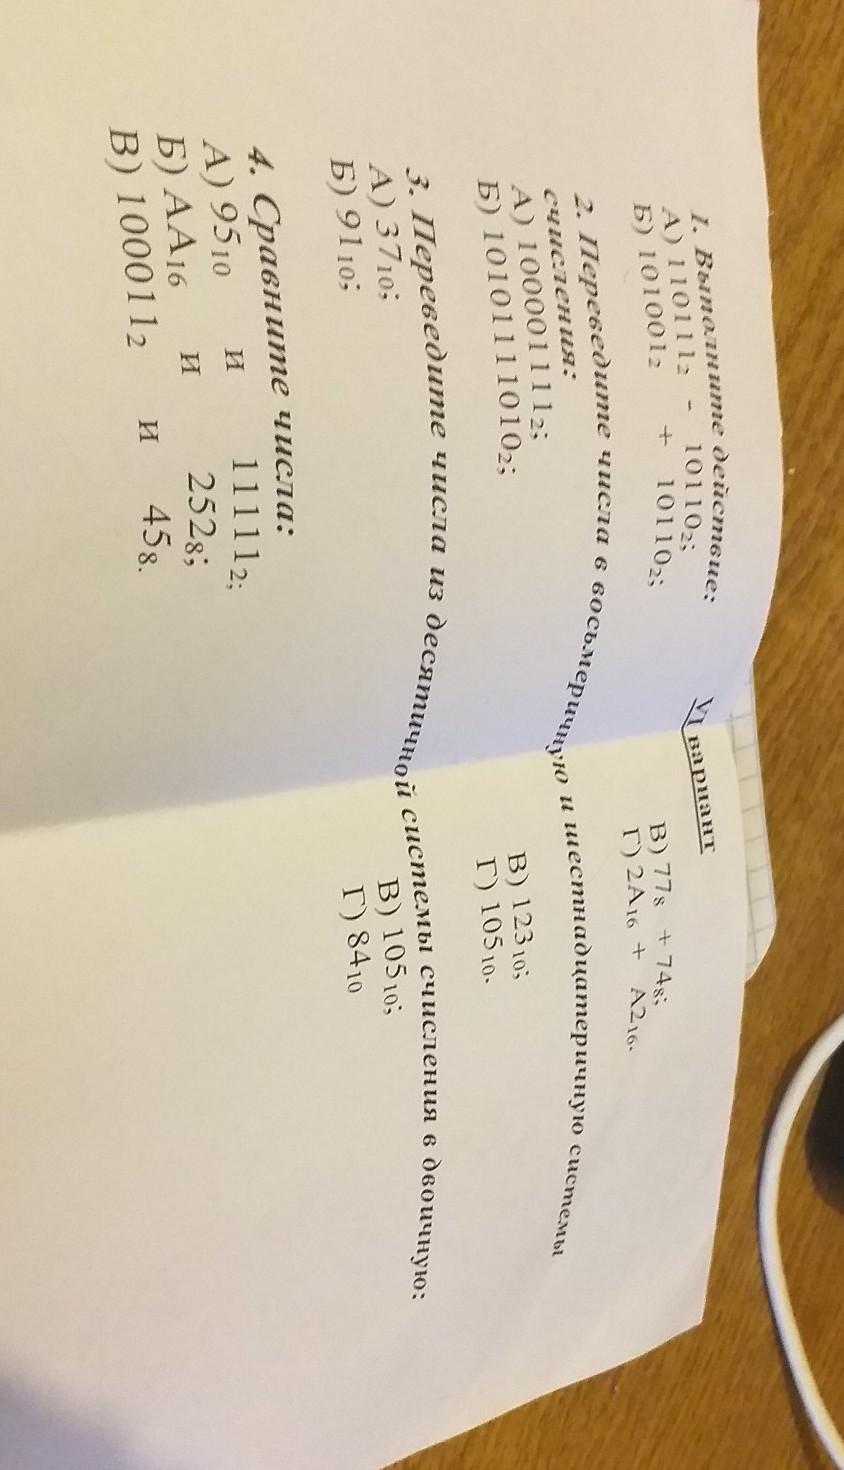 VI вариант
1. Выполните действие:
А) 110111₂ - 10110₂; В) 77₈ + 74₈;
Б) 101001₂ + 10110₂; Г) 2А₁₆ + А2₁₆.
2. Переведите числа в восьмеричную и шестнадцатеричную системы
счисления:
А) 100001111₂; В) 123₁₀;
Б) 10101111010₂; Г) 105₁₀.
3. Переведите числа из десятичной системы счисления в двоичную:
А) 37₁₀; В) 105₁₀;
Б) 91₁₀; Г) 84₁₀
4. Сравните числа:
А) 95₁₀ и 11111₂;
Б) АА₁₆ и 252₈;
В) 100011₂ и 45₈.